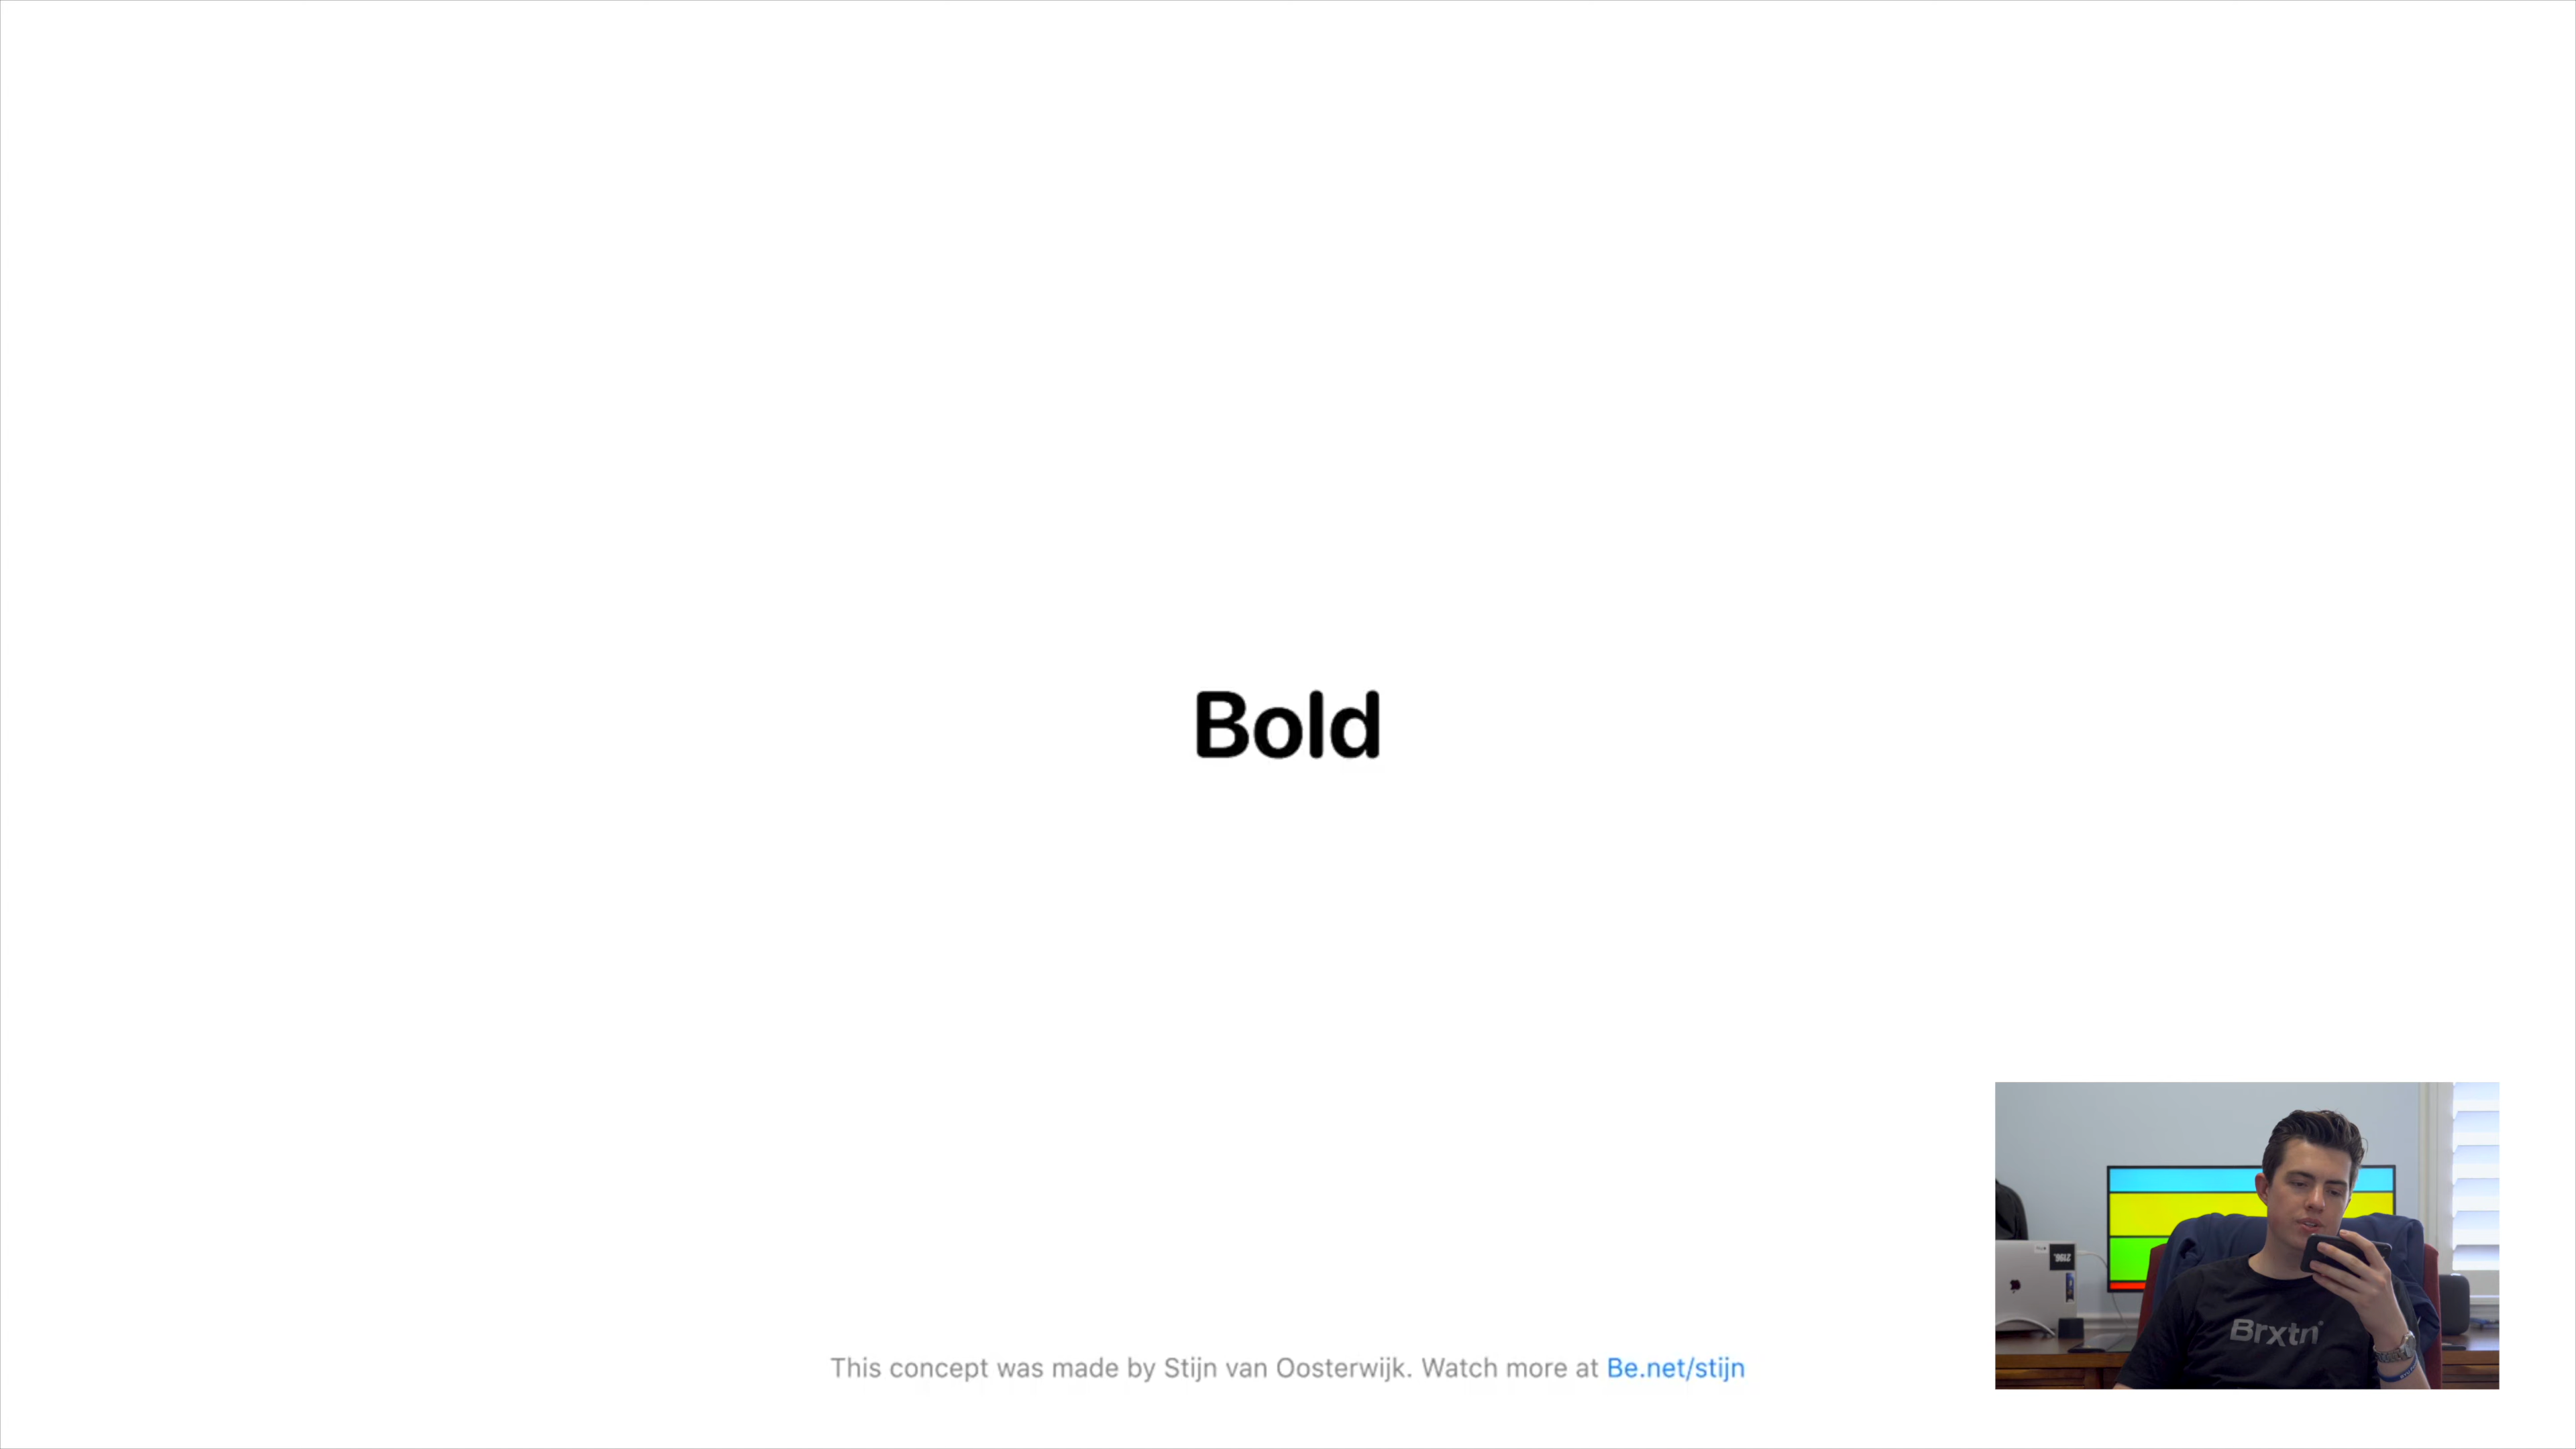 Bold
This concept was made by Stijn van Oosterwijk. Watch more at Be.net/stijn
Brxtn